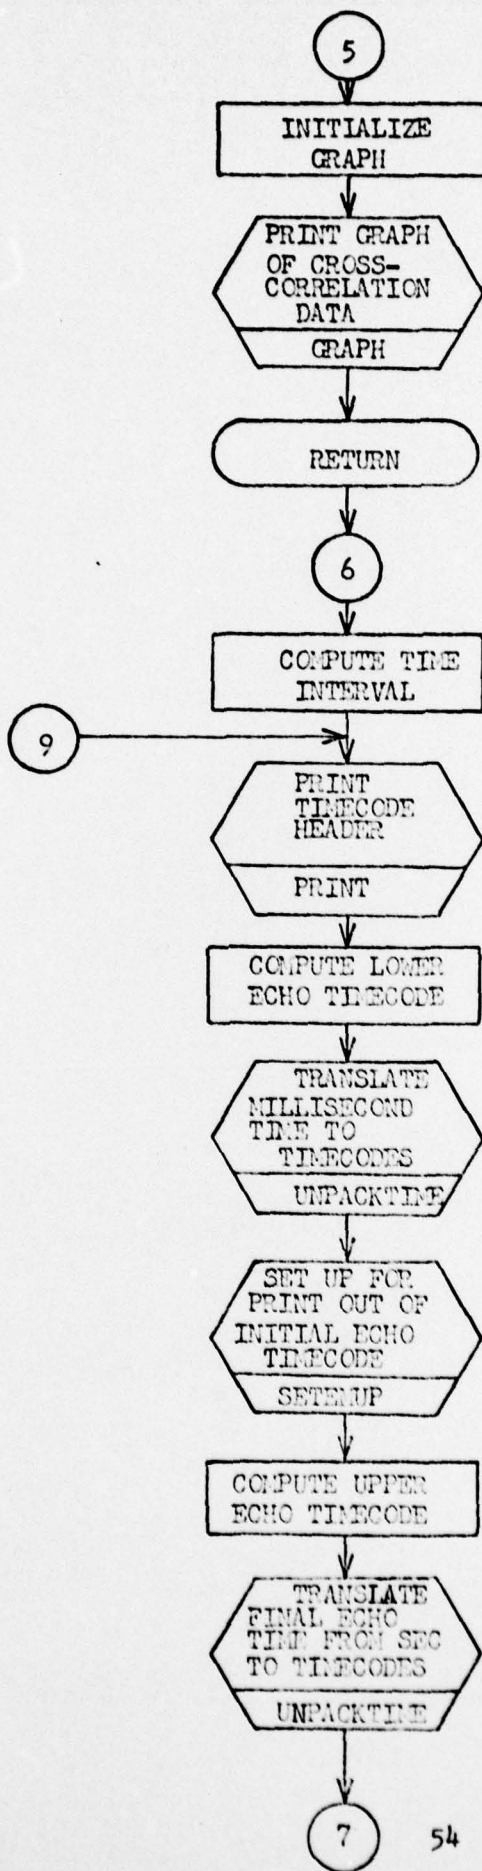 5
INITIALIZE
GRAPH
PRINT GRAPH
OF CROSS-
CORRELATION
DATA
GRAPH
RETURN
6
COMPUTE TIME
INTERVAL
9
PRINT
TIMECODE
HEADER
PRINT
COMPUTE LOWER
ECHO TIMECODE
TRANSLATE
MILLISECOND
TIME TO
TIMECODES
UNPACKTIME
SET UP FOR
PRINT OUT OF
INITIAL ECHO
TIMECODE
SETEMUP
COMPUTE UPPER
ECHO TIMECODE
TRANSLATE
FINAL ECHO
TIME FROM SEC
TO TIMECODES
UNPACKTIME
7
54